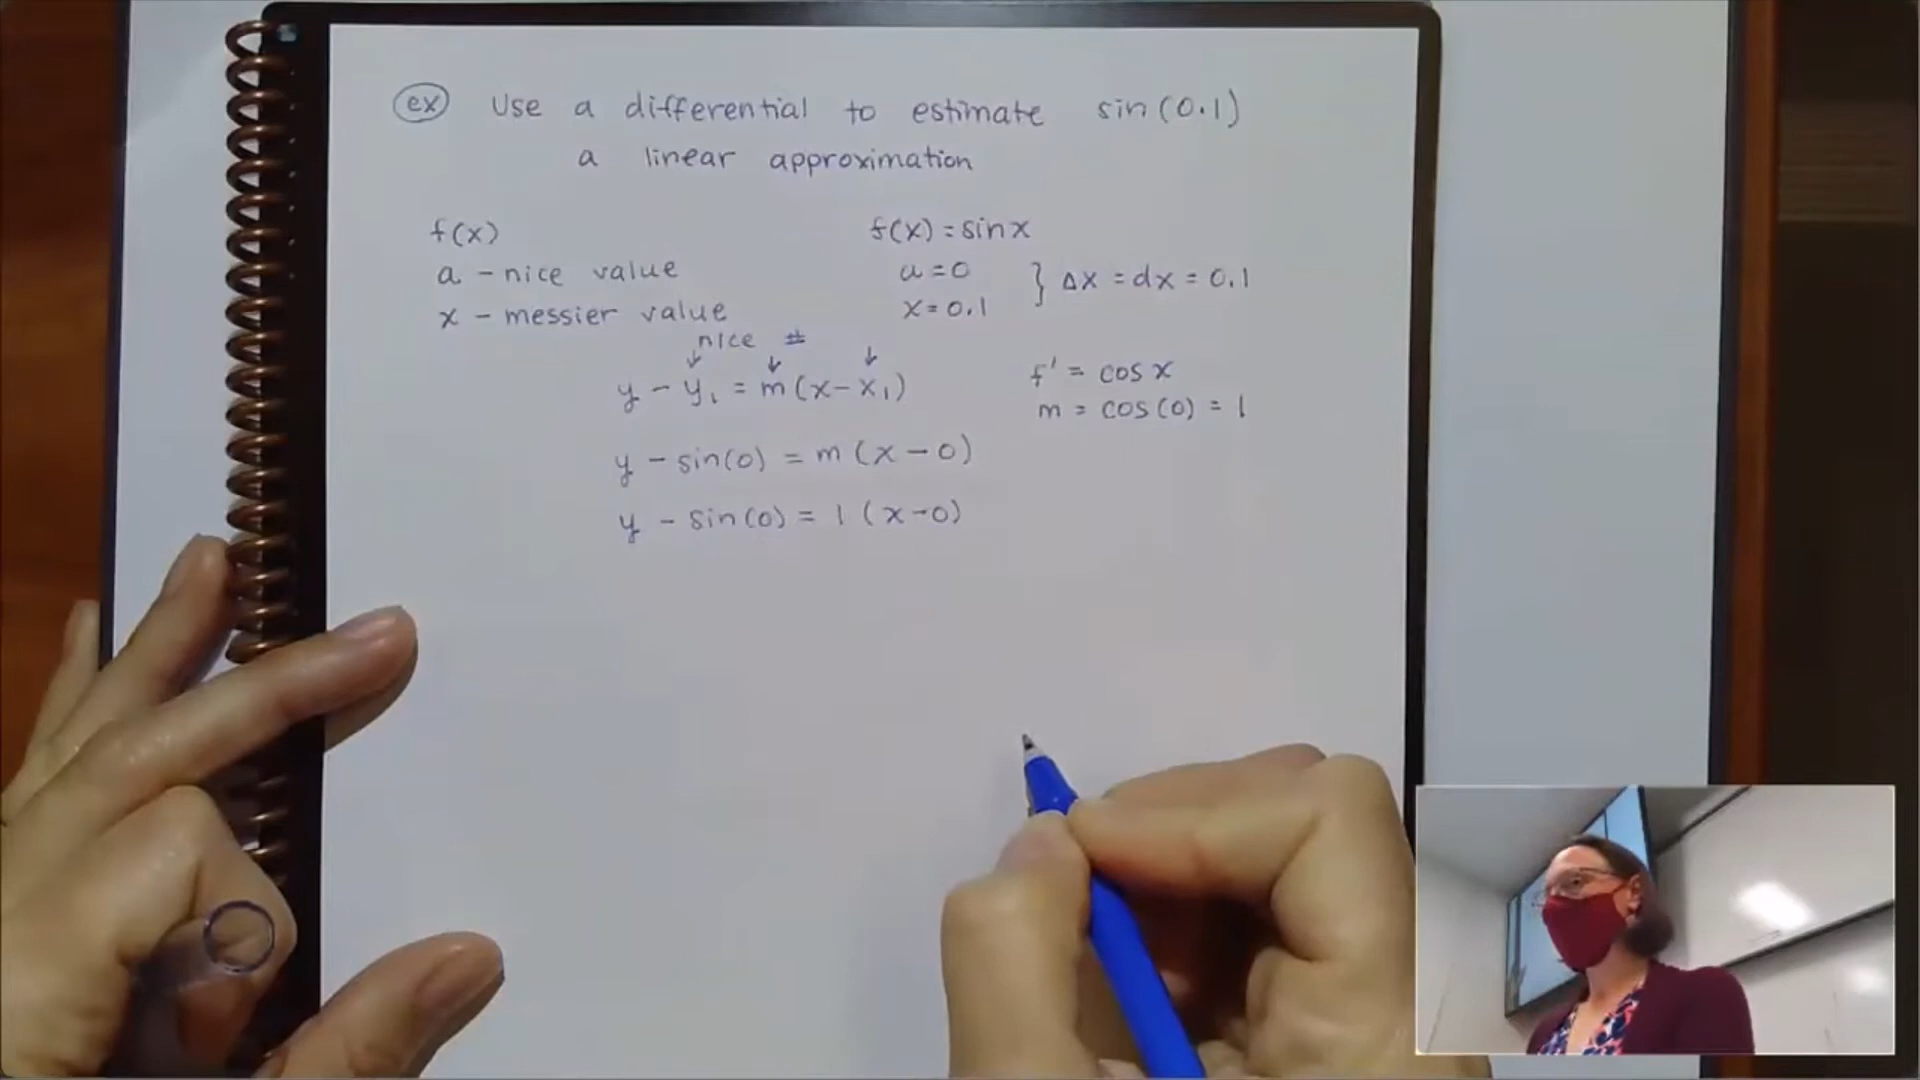 ex Use a differential to estimate sin(0.1)
a linear approximation
f(x)
a - nice value
x - messier value
f(x) = sin x
a = 0
x = 0.1
} Δx = dx = 0.1
nice #
↓ ↓ ↓
y - y₁ = m(x - x₁)
f' = cos x
m = cos(0) = 1
y - sin(0) = m(x - 0)
y - sin(0) = 1(x - 0)